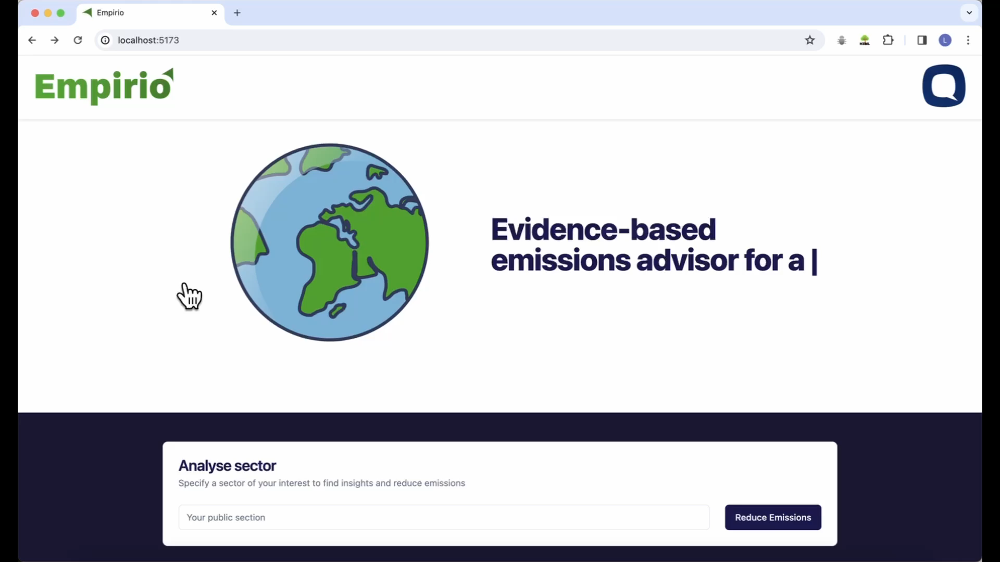 Empirio
localhost:5173
L
Empirio
Evidence-based
emissions advisor for a |
Analyse sector
Specify a sector of your interest to find insights and reduce emissions
Your public section
Reduce Emissions